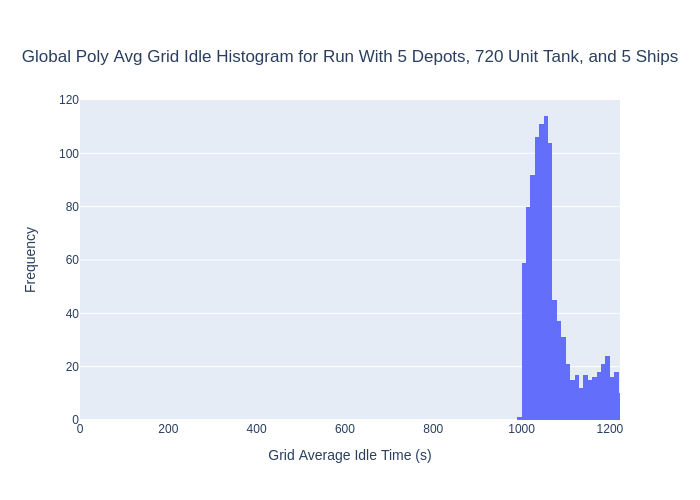 Global Poly Avg Grid Idle Histogram for Run With 5 Depots, 720 Unit Tank, and 5 Ships
120
100
80
60
40
20
0
Frequency
0 200 400 600 800 1000 1200
Grid Average Idle Time (s)